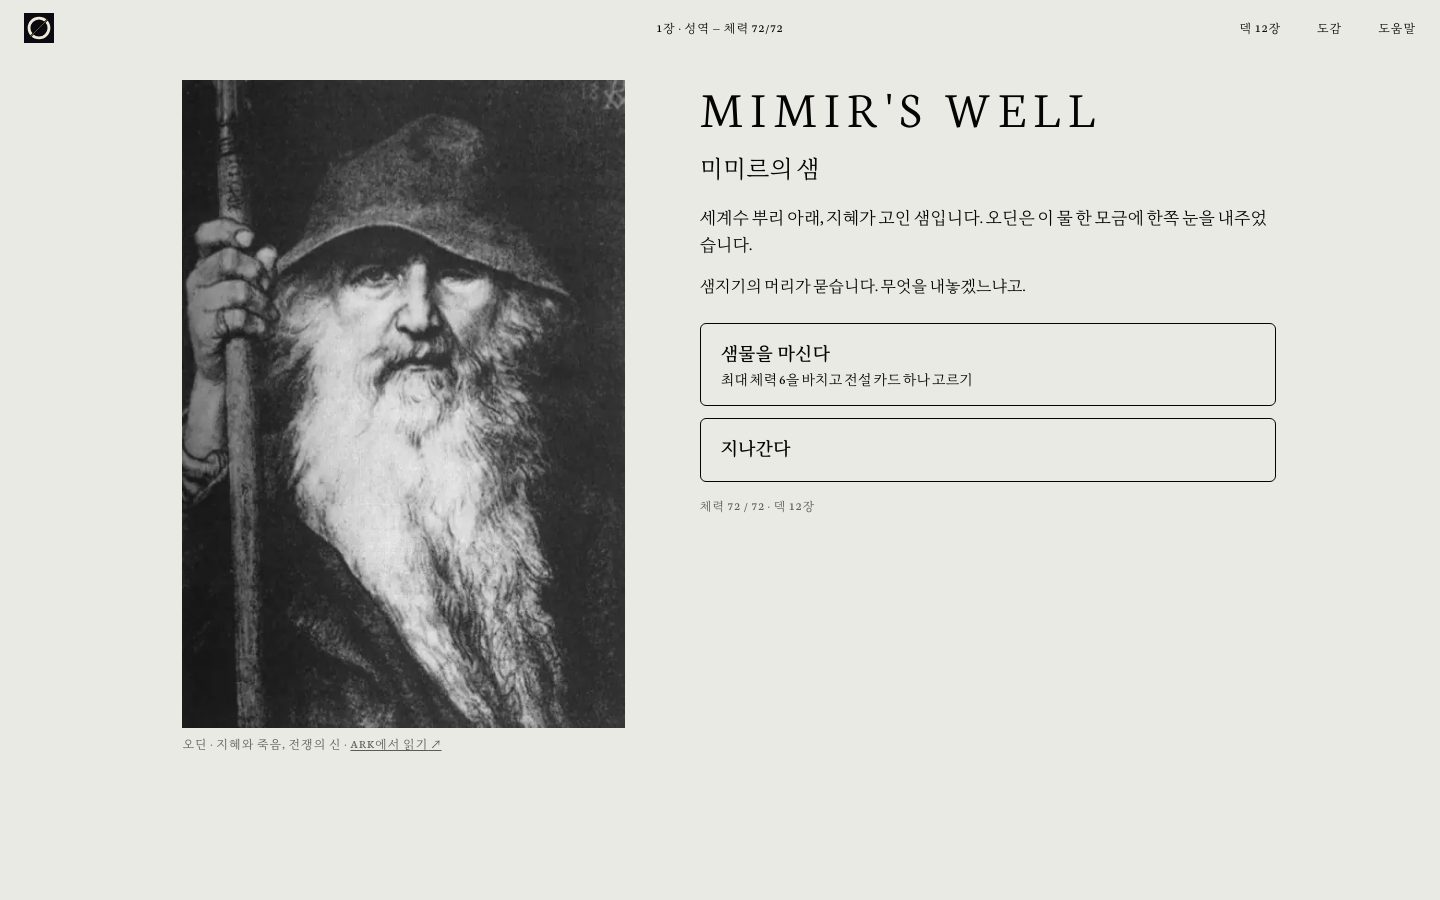 1장 · 성역 – 체력 72/72
덱 12장
도감
도움말
MIMIR'S WELL
미미르의 샘
세계수 뿌리 아래, 지혜가 고인 샘입니다. 오딘은 이 물 한 모금에 한쪽 눈을 내주었
습니다.
샘지기의 머리가 묻습니다. 무엇을 내놓겠느냐고.
샘물을 마신다
최대 체력 6을 바치고 전설 카드 하나 고르기
지나간다
체력 72 / 72 · 덱 12장
오딘 · 지혜와 죽음, 전쟁의 신 · ARK에서 읽기 ↗